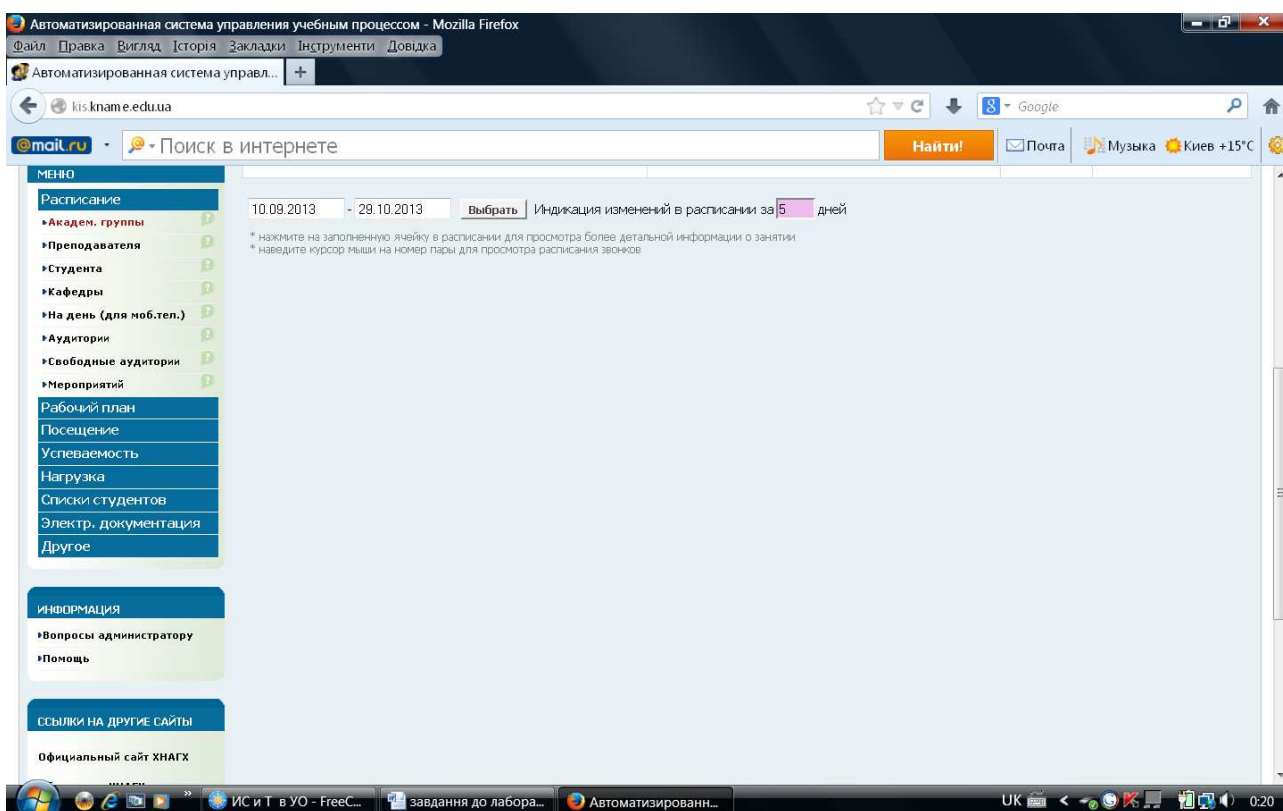 Автоматизированная система управления учебным процессом - Mozilla Firefox
Файл Правка Вигляд Історія Закладки Інструменти Довідка
Автоматизированная система управл... +
kis.kname.edu.ua
Google
@mail.ru Поиск в интернете Найти! Почта Музыка Киев +15°C
МЕНЮ
Расписание
Академ. группы
Преподавателя
Студента
Кафедры
На день (для моб.тел.)
Аудитории
Свободные аудитории
Мероприятий
Рабочий план
Посещение
Успеваемость
Нагрузка
Списки студентов
Электр. документация
Другое
10.09.2013 - 29.10.2013 Выбрать Индикация изменений в расписании за 5 дней
* нажмите на заполненную ячейку в расписании для просмотра более детальной информации о занятии
* наведите курсор мыши на номер пары для просмотра расписания звонков
ИНФОРМАЦИЯ
Вопросы администратору
Помощь
ССЫЛКИ НА ДРУГИЕ САЙТЫ
Официальный сайт ХНАГХ
ИС и Т в УО - FreeC... завдання до лабора... Автоматизированн... UK 0:20